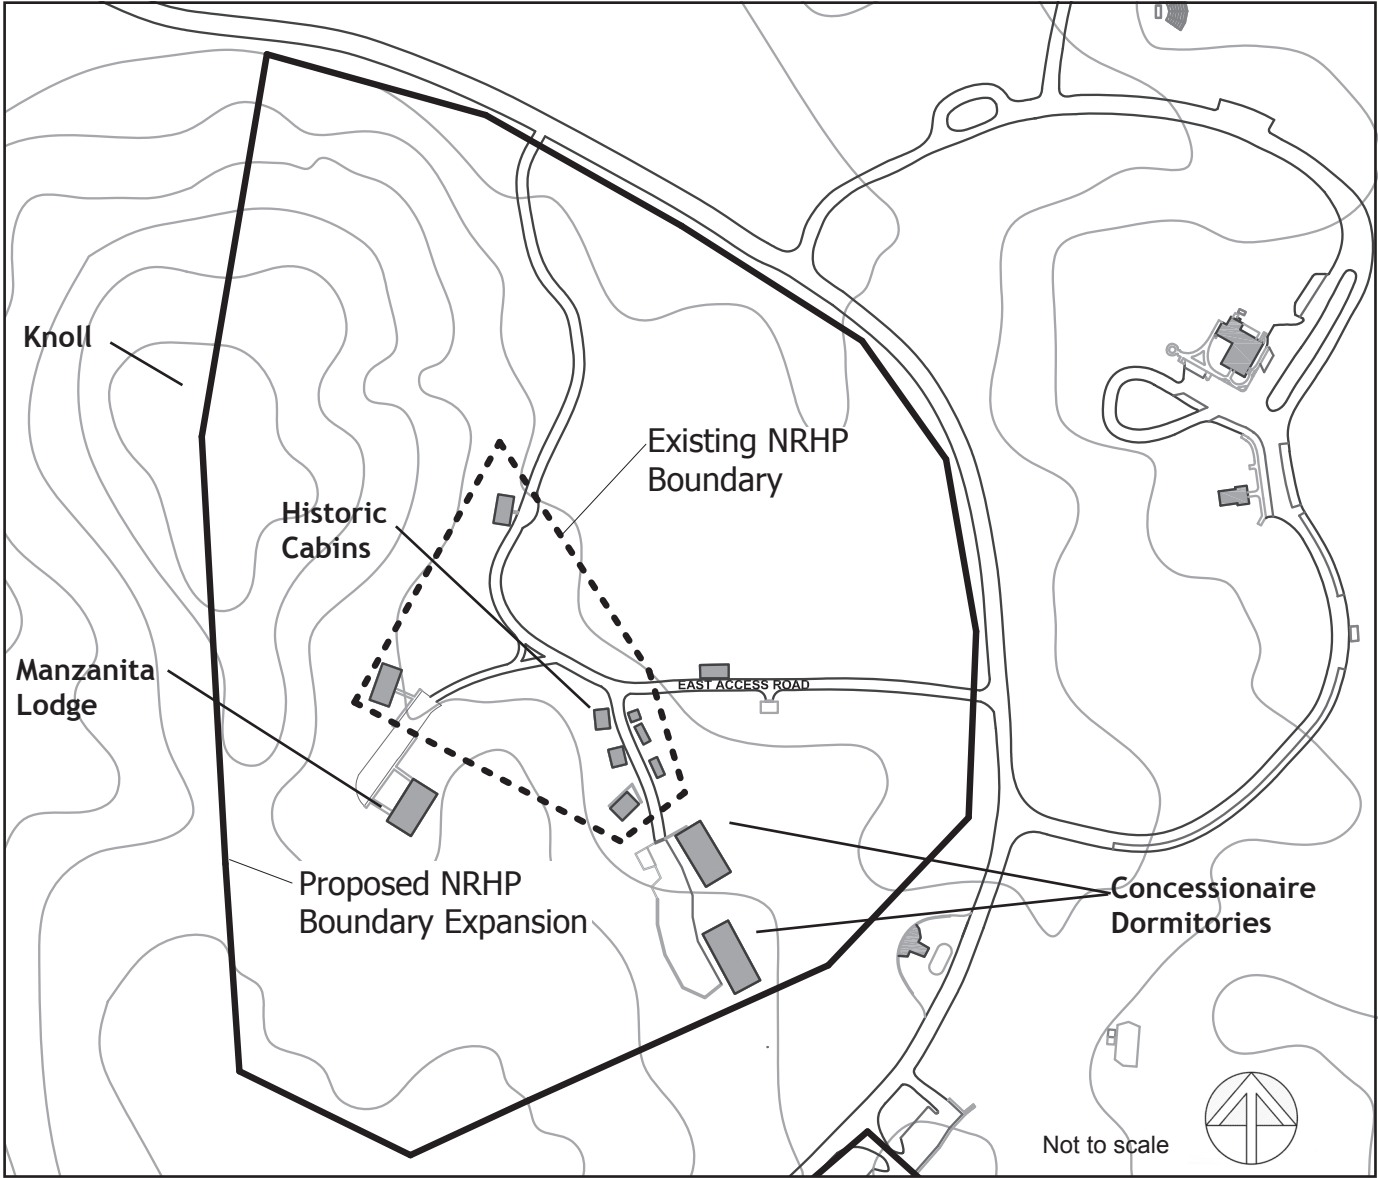 Knoll
Existing NRHP
Boundary
Historic
Cabins
Manzanita
Lodge
EAST ACCESS ROAD
Proposed NRHP
Boundary Expansion
Concessionaire
Dormitories
Not to scale